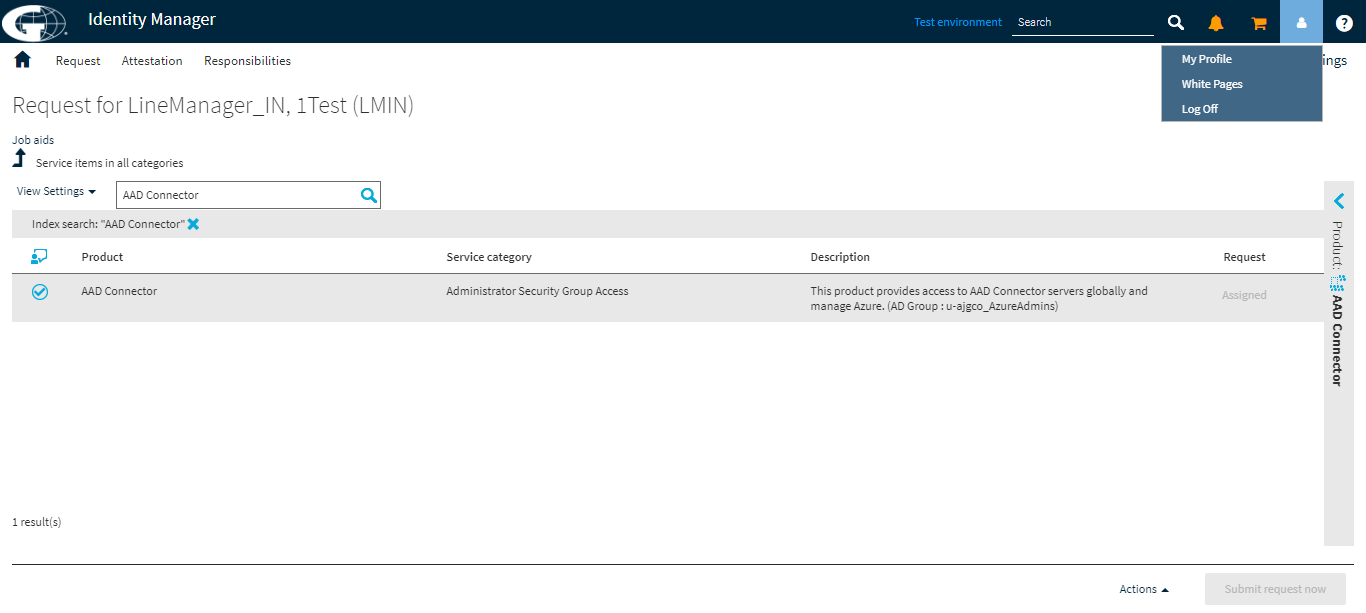 Identity Manager
Test environment
Search
Request
Attestation
Responsibilities
ings
My Profile
White Pages
Log Off
Request for LineManager_IN, 1Test (LMIN)
Job aids
Service items in all categories
View Settings
AAD Connector
Index search: "AAD Connector"
Product
Service category
Description
Request
AAD Connector
Administrator Security Group Access
This product provides access to AAD Connector servers globally and
manage Azure. (AD Group : u-ajgco_AzureAdmins)
Assigned
Product: AAD Connector
1 result(s)
Actions
Submit request now